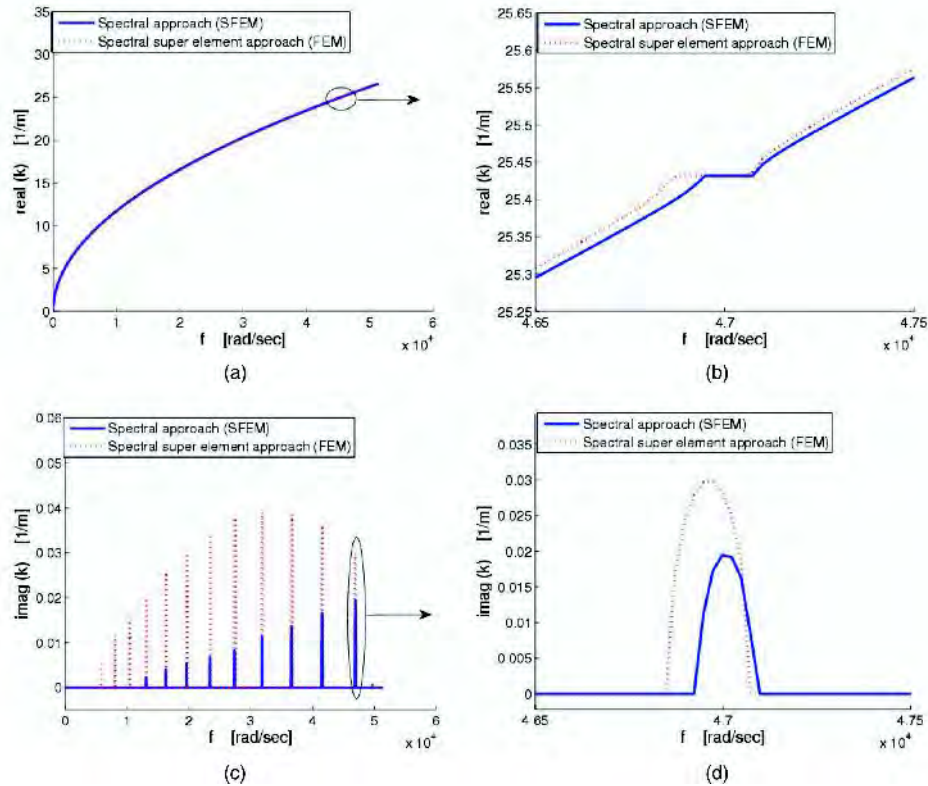 Spectral approach (SFEM)
Spectral super element approach (FEM)
35
30
25
20
15
10
5
0
real (k) [1/m]
0 1 2 3 4 5 6
f [rad/sec]
x 10^4
(a)
Spectral approach (SFEM)
Spectral super element approach (FEM)
25.65
25.6
25.55
25.5
25.45
25.4
25.35
25.3
25.25
real (k) [1/m]
4.65 4.7 4.75
f [rad/sec]
x 10^4
(b)
Spectral approach (SFEM)
Spectral super element approach (FEM)
0.06
0.05
0.04
0.03
0.02
0.01
0
imag (k) [1/m]
0 1 2 3 4 5 6
f [rad/sec]
x 10^4
(c)
Spectral approach (SFEM)
Spectral super element approach (FEM)
0.035
0.03
0.025
0.02
0.015
0.01
0.005
0
imag (k) [1/m]
4.65 4.7 4.75
f [rad/sec]
x 10^4
(d)